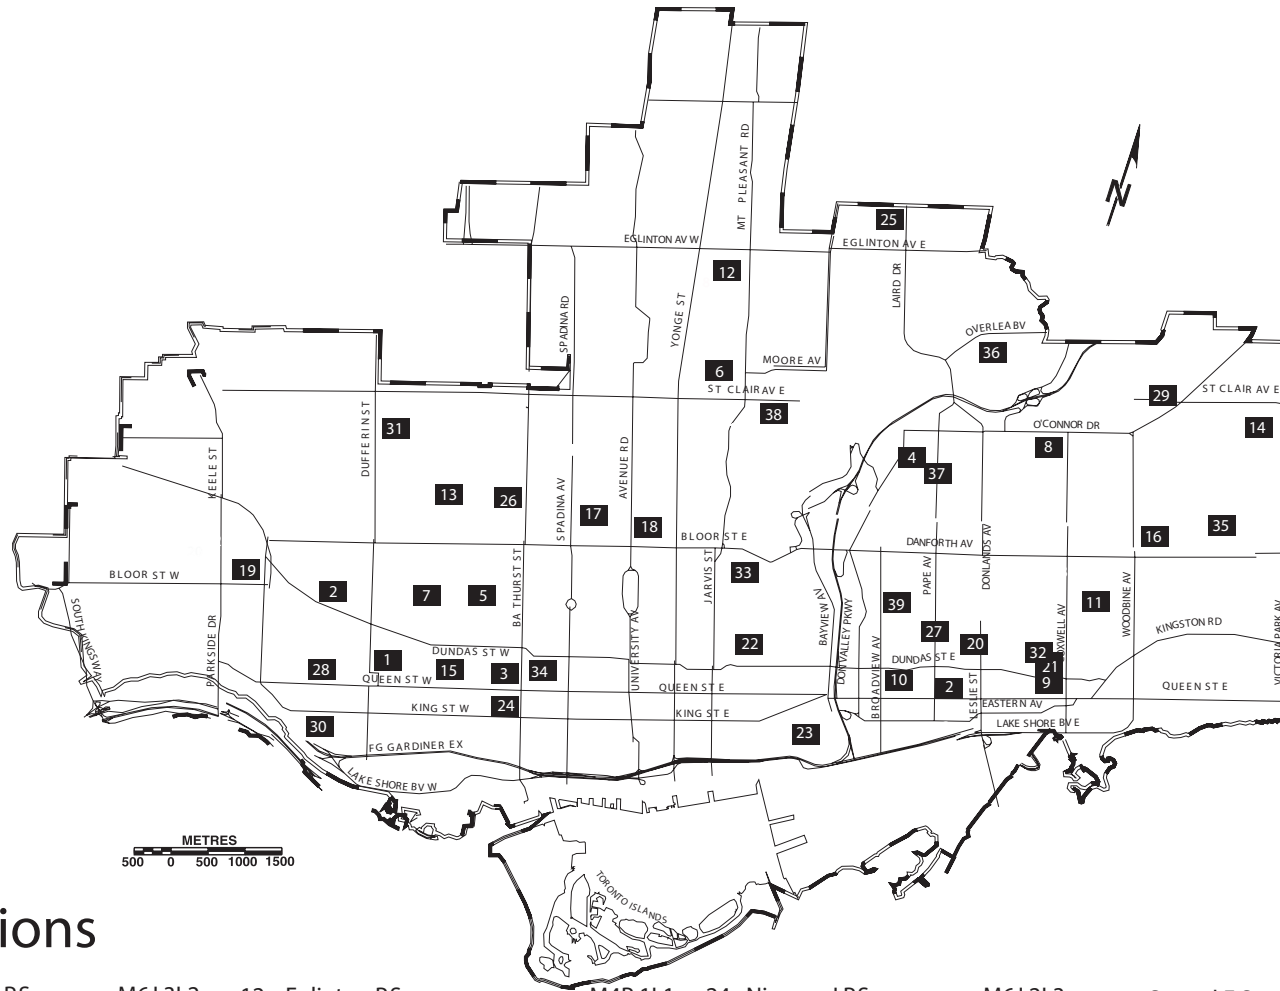 MT PLEASANT RD
25
EGLINTON AV W
EGLINTON AV E
12
LAIRD DR
SPADINA RD
YONGE ST
OVERLEA BV
36
MOORE AV
6
ST CLAIR AV E
29
ST CLAIR AV E
38
31
DUFFERIN ST
O'CONNOR DR
14
8
AVENUE RD
4
37
KEELE ST
13
26
SPADINA AV
17
18
35
BLOOR ST E
16
DANFORTH AV
DONLANDS AV
19
BLOOR ST W
33
PAPE AV
2
7
5
BATHURST ST
JARVIS ST
39
11
WOODBINE AV
BAYVIEW AV
SOUTH KINGSWAY
PARKSIDE DR
UNIVERSITY AV
DON VALLEY PKWY
27
KINGSTON RD
22
20
COXWELL AV
32
DUNDAS ST W
DUNDAS ST E
VICTORIA PARK AV
28
1
15
3
34
21
QUEEN ST W
QUEEN ST E
10
2
9
QUEEN ST E
BROADVIEW AV
LESLIE ST
24
KING ST W
KING ST E
EASTERN AV
LAKE SHORE BV E
30
23
FG GARDINER EX
LAKE SHORE BV W
N
METRES
500 0 500 1000 1500
TORONTO ISLANDS
ions